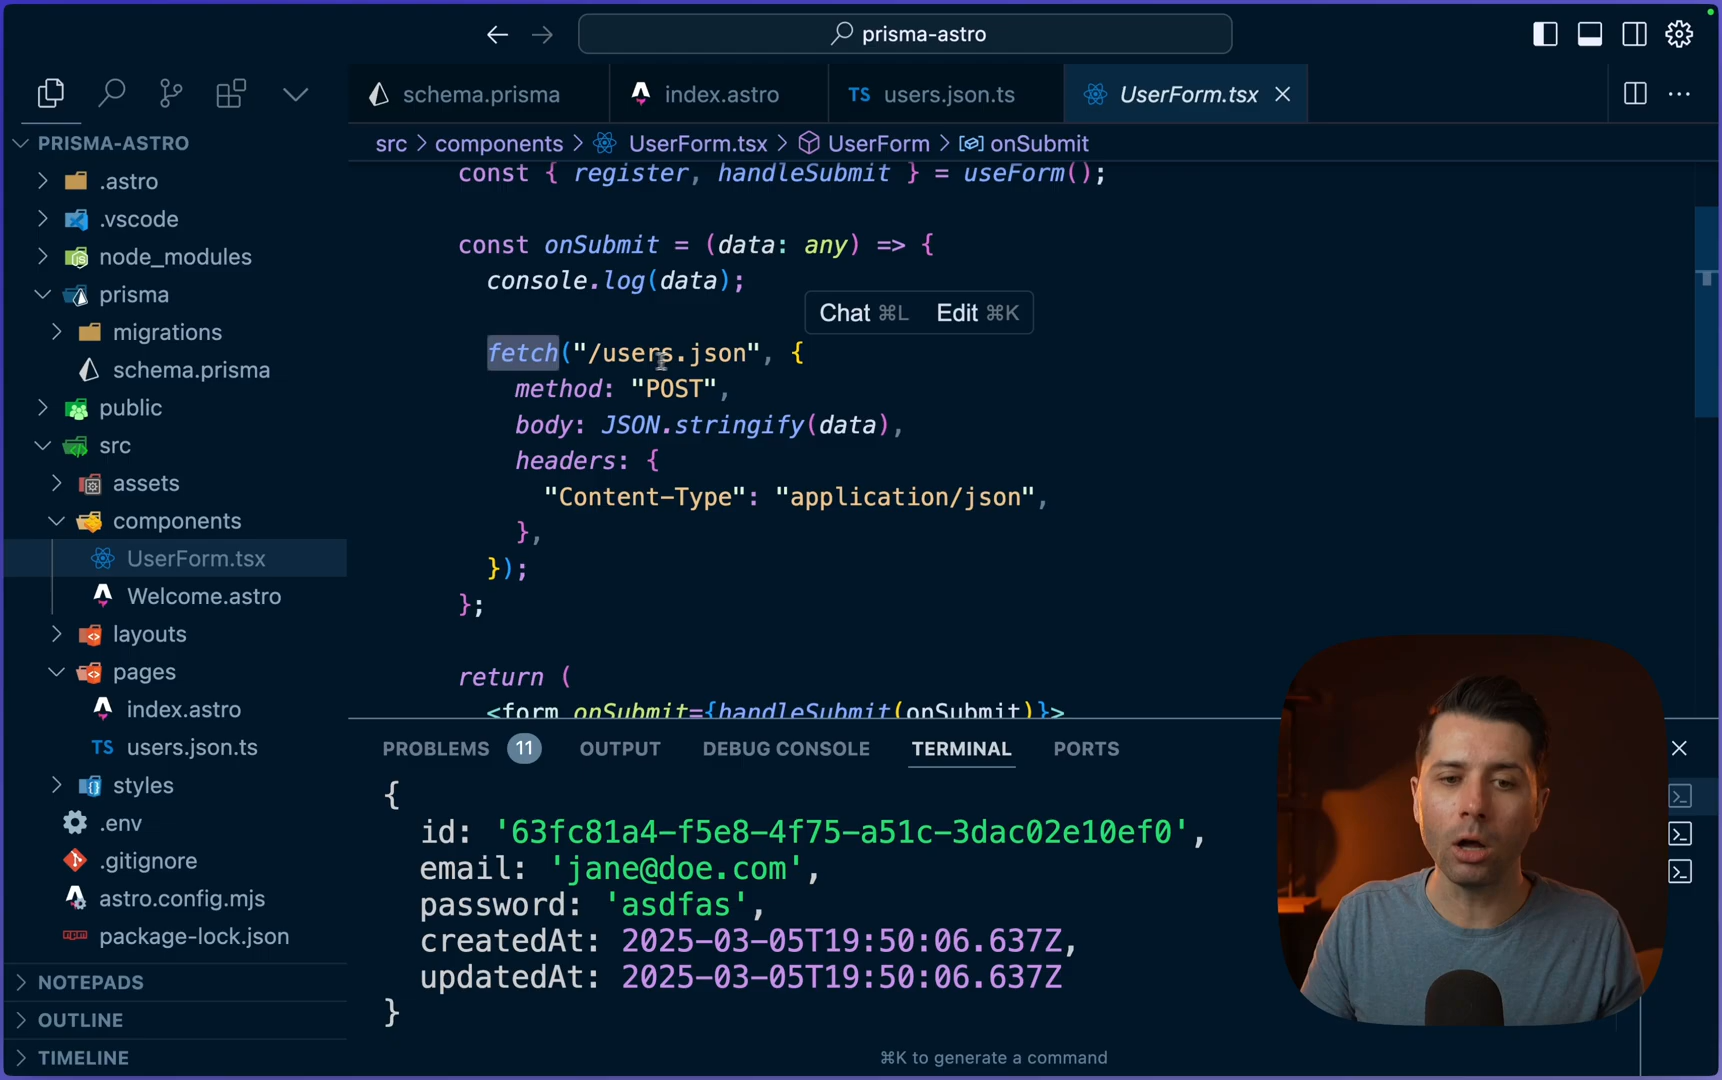 prisma-astro
schema.prisma
index.astro
TS users.json.ts
UserForm.tsx
PRISMA-ASTRO
.astro
.vscode
node_modules
prisma
migrations
schema.prisma
public
src
assets
components
UserForm.tsx
Welcome.astro
layouts
pages
index.astro
TS users.json.ts
styles
.env
.gitignore
astro.config.mjs
package-lock.json
NOTEPADS
OUTLINE
TIMELINE
src > components > UserForm.tsx > UserForm > onSubmit
const { register, handleSubmit } = useForm();
const onSubmit = (data: any) => {
console.log(data);
Chat ⌘L Edit ⌘K
fetch("/users.json", {
method: "POST",
body: JSON.stringify(data),
headers: {
"Content-Type": "application/json",
},
});
};
return (
<form onSubmit={handleSubmit(onSubmit)}>
PROBLEMS 11 OUTPUT DEBUG CONSOLE TERMINAL PORTS
{
id: '63fc81a4-f5e8-4f75-a51c-3dac02e10ef0',
email: 'jane@doe.com',
password: 'asdfas',
createdAt: 2025-03-05T19:50:06.637Z,
updatedAt: 2025-03-05T19:50:06.637Z
}
⌘K to generate a command